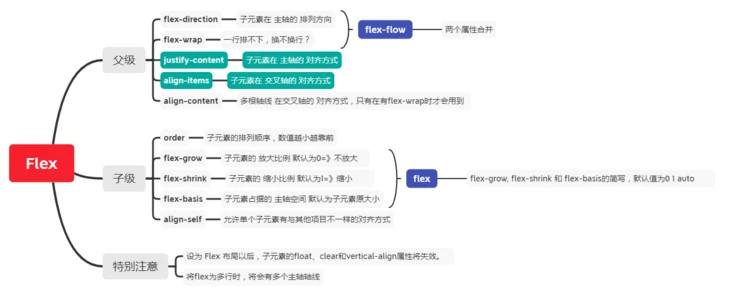 Flex
父级
flex-direction
子元素在 主轴的 排列方向
flex-wrap
一行排不下，换不换行？
flex-flow
两个属性合并
justify-content
子元素在 主轴的 对齐方式
align-items
子元素在 交叉轴的 对齐方式
align-content
多根轴线 在交叉轴的 对齐方式，只有在有flex-wrap时才会用到
子级
order
子元素的排列顺序，数值越小越靠前
flex-grow
子元素的 放大比例 默认为0=》不放大
flex-shrink
子元素的 缩小比例 默认为1=》缩小
flex-basis
子元素占据的 主轴空间 默认为子元素原大小
flex
flex-grow, flex-shrink 和 flex-basis的简写，默认值为0 1 auto
align-self
允许单个子元素有与其他项目不一样的对齐方式
特别注意
设为 Flex 布局以后，子元素的float、clear和vertical-align属性将失效。
将flex为多行时，将会有多个主轴轴线